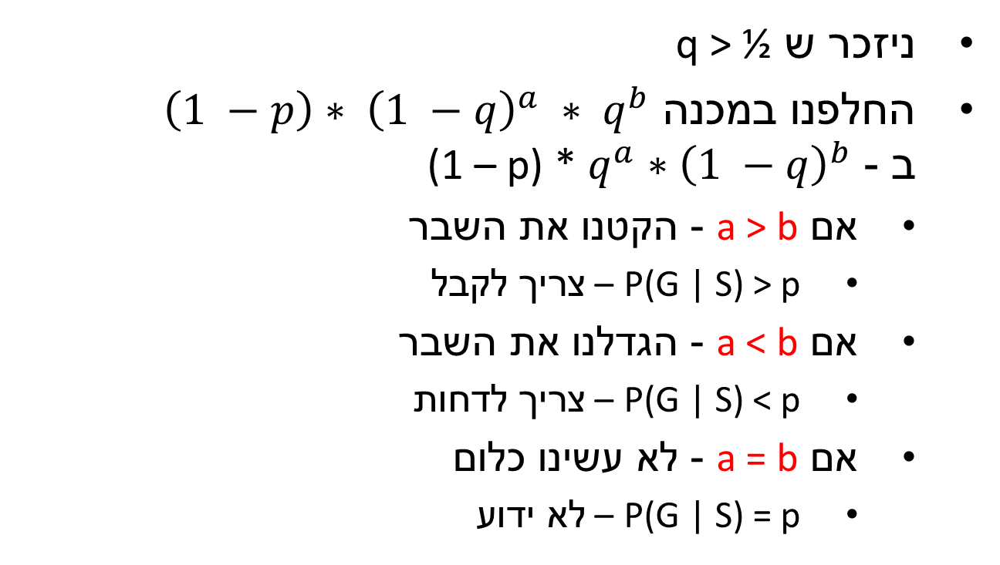 • ניזכר ש q > ½
• החלפנו במכנה (1 − p) ∗ (1 − q)^a ∗ q^b
ב - (1 – p) * q^a ∗ (1 − q)^b
• אם a > b - הקטנו את השבר
• P(G | S) > p – צריך לקבל
• אם a < b - הגדלנו את השבר
• P(G | S) < p – צריך לדחות
• אם a = b - לא עשינו כלום
• P(G | S) = p – לא ידוע